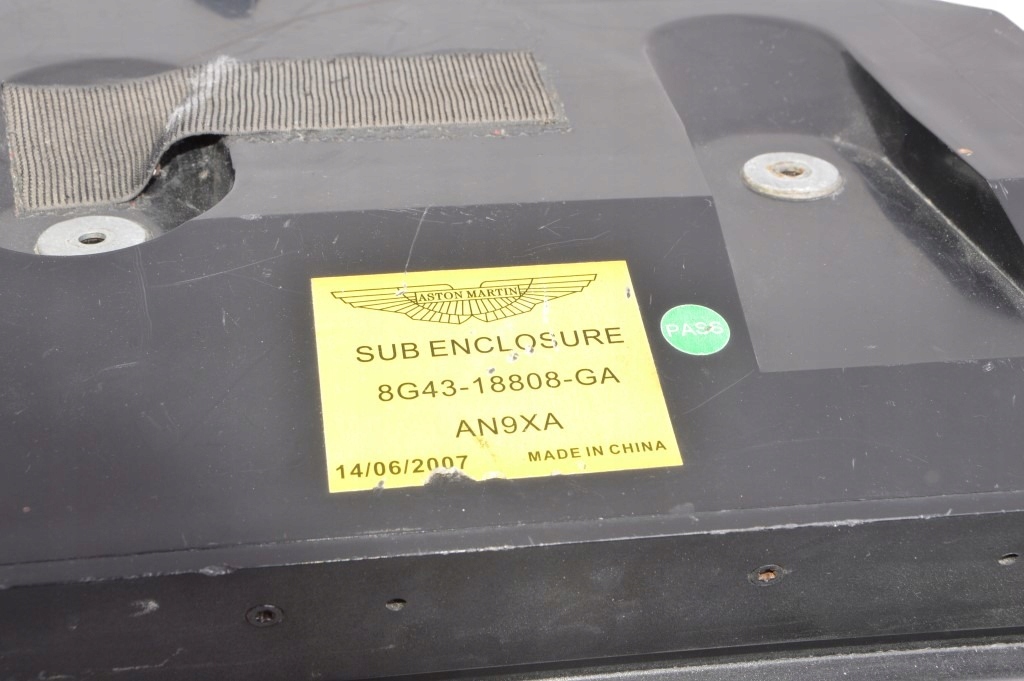 ASTON MARTIN
SUB ENCLOSURE
8G43-18808-GA
AN9XA
14/06/2007 MADE IN CHINA
PASS